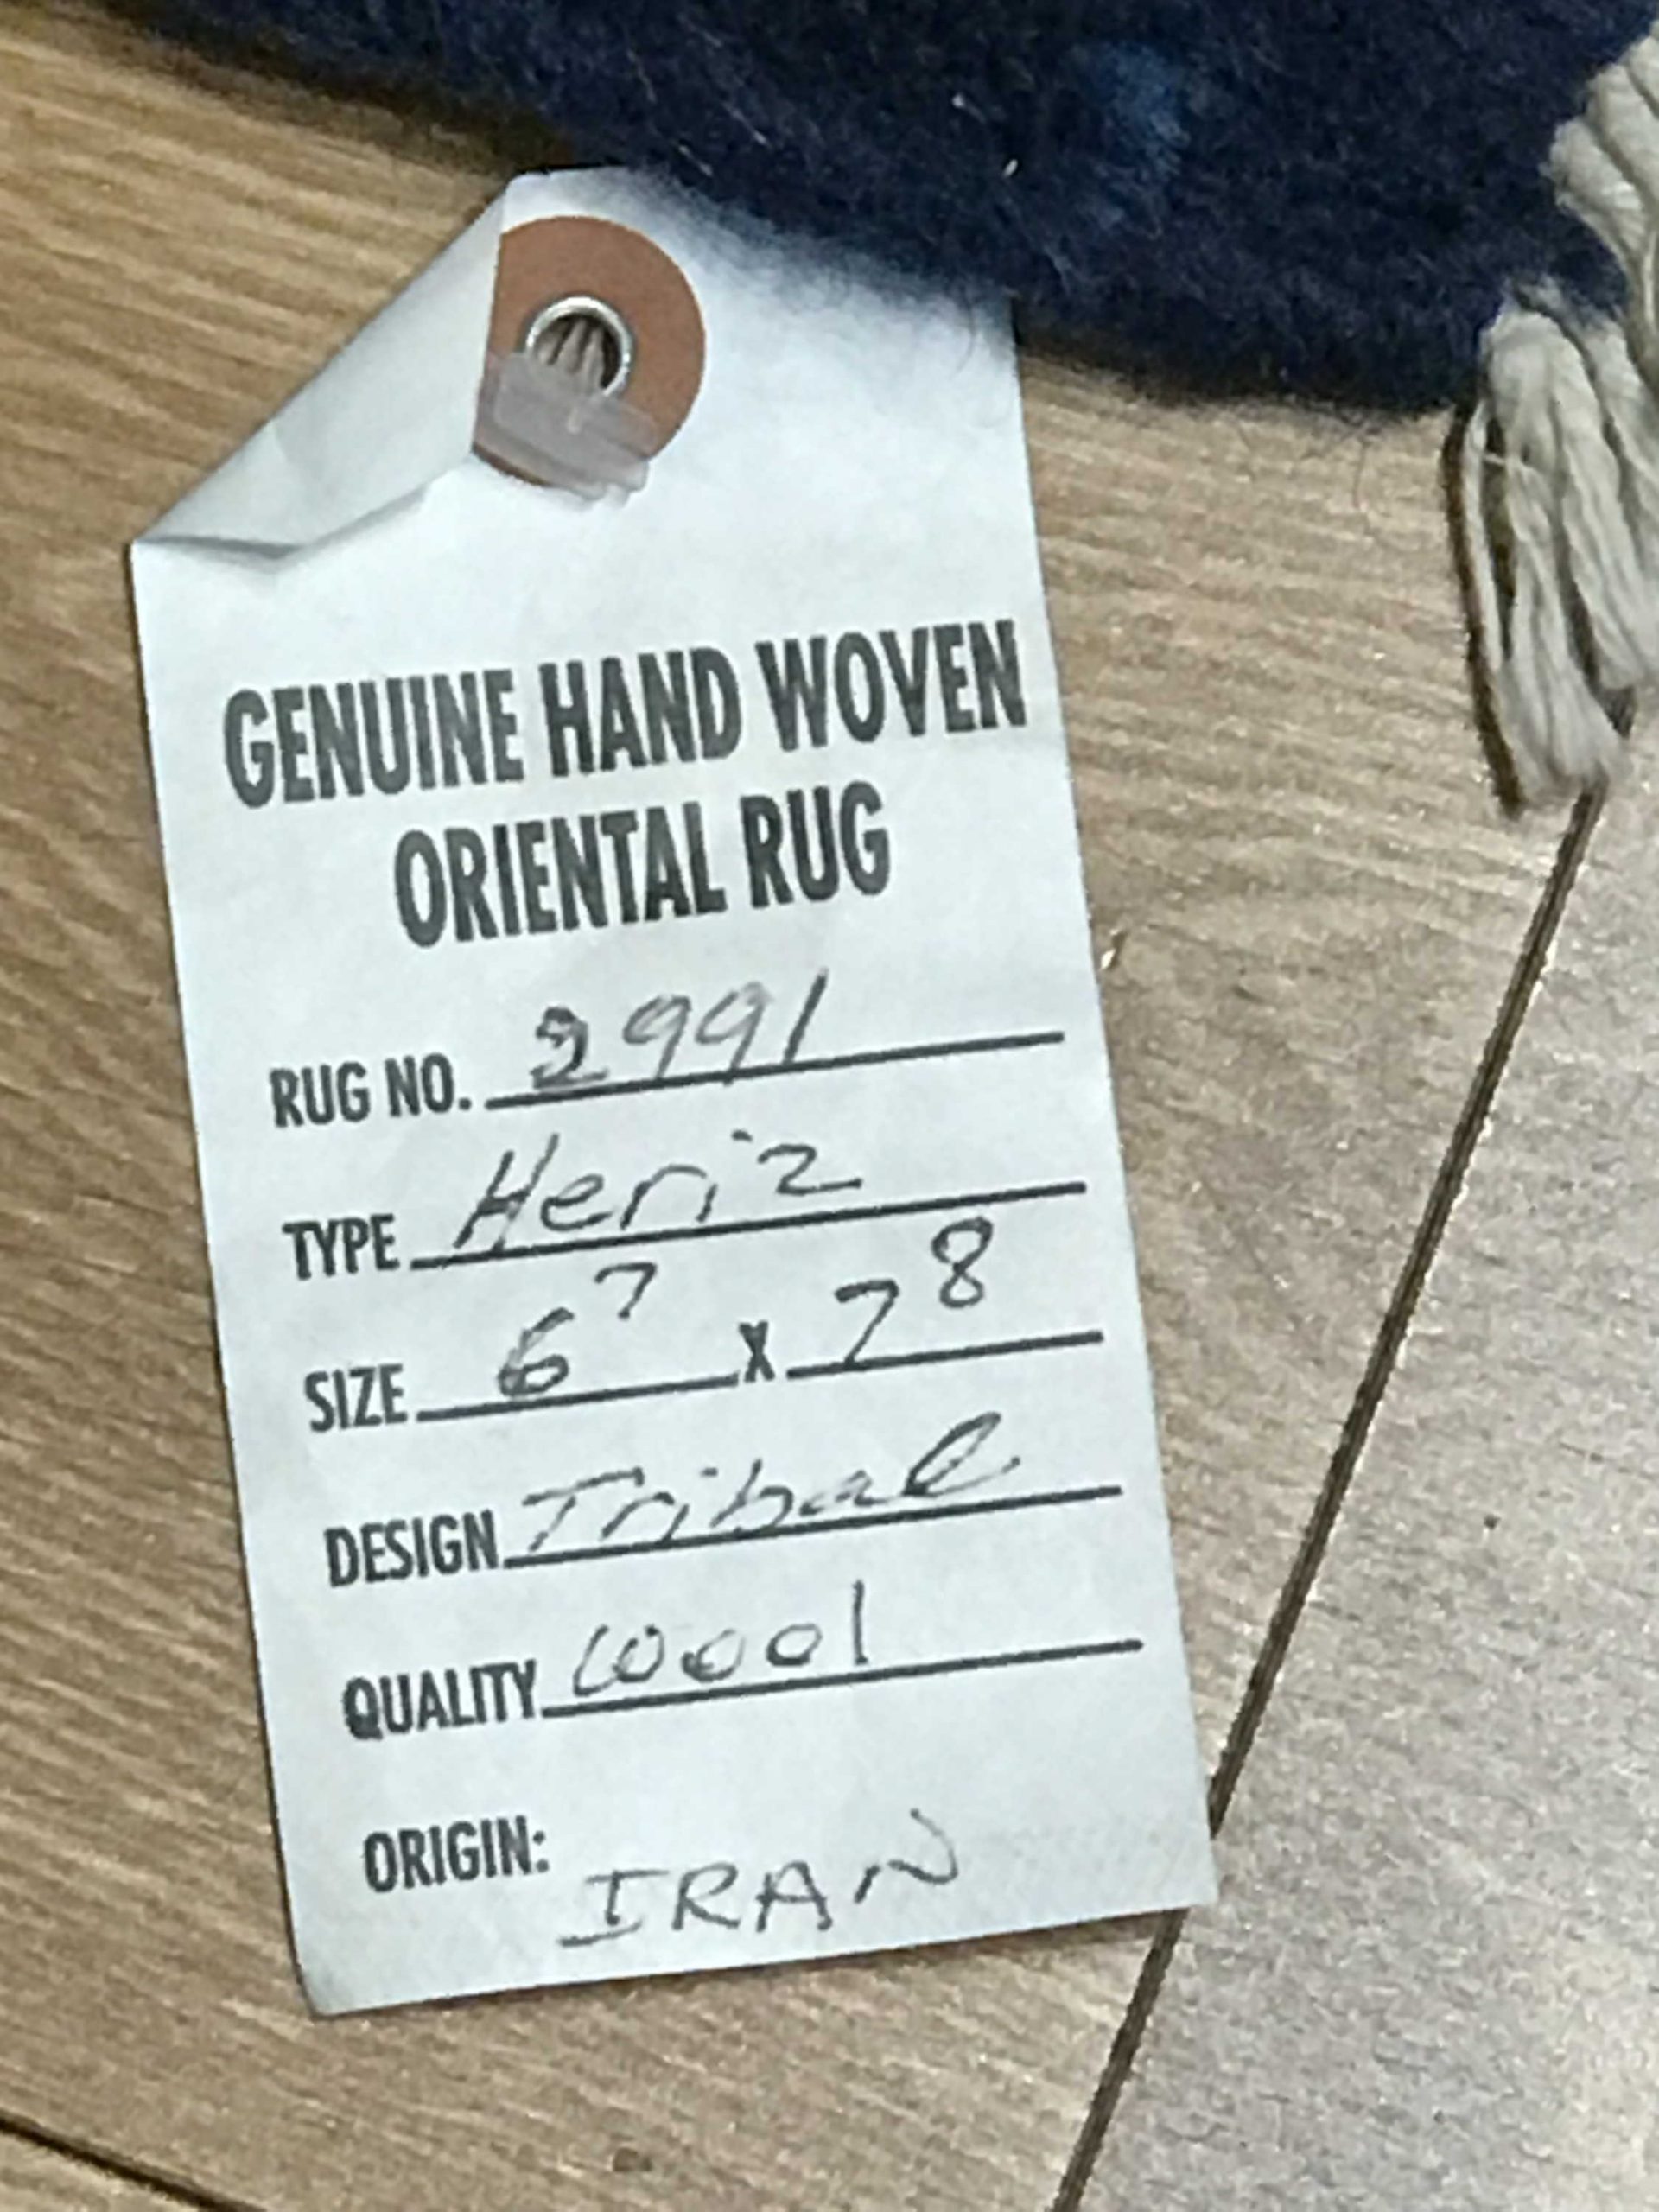 GENUINE HAND WOVEN
ORIENTAL RUG
RUG NO. 2991
TYPE Heriz
SIZE 6⁷ X 7⁸
DESIGN Tribal
QUALITY Wool
ORIGIN: IRAN